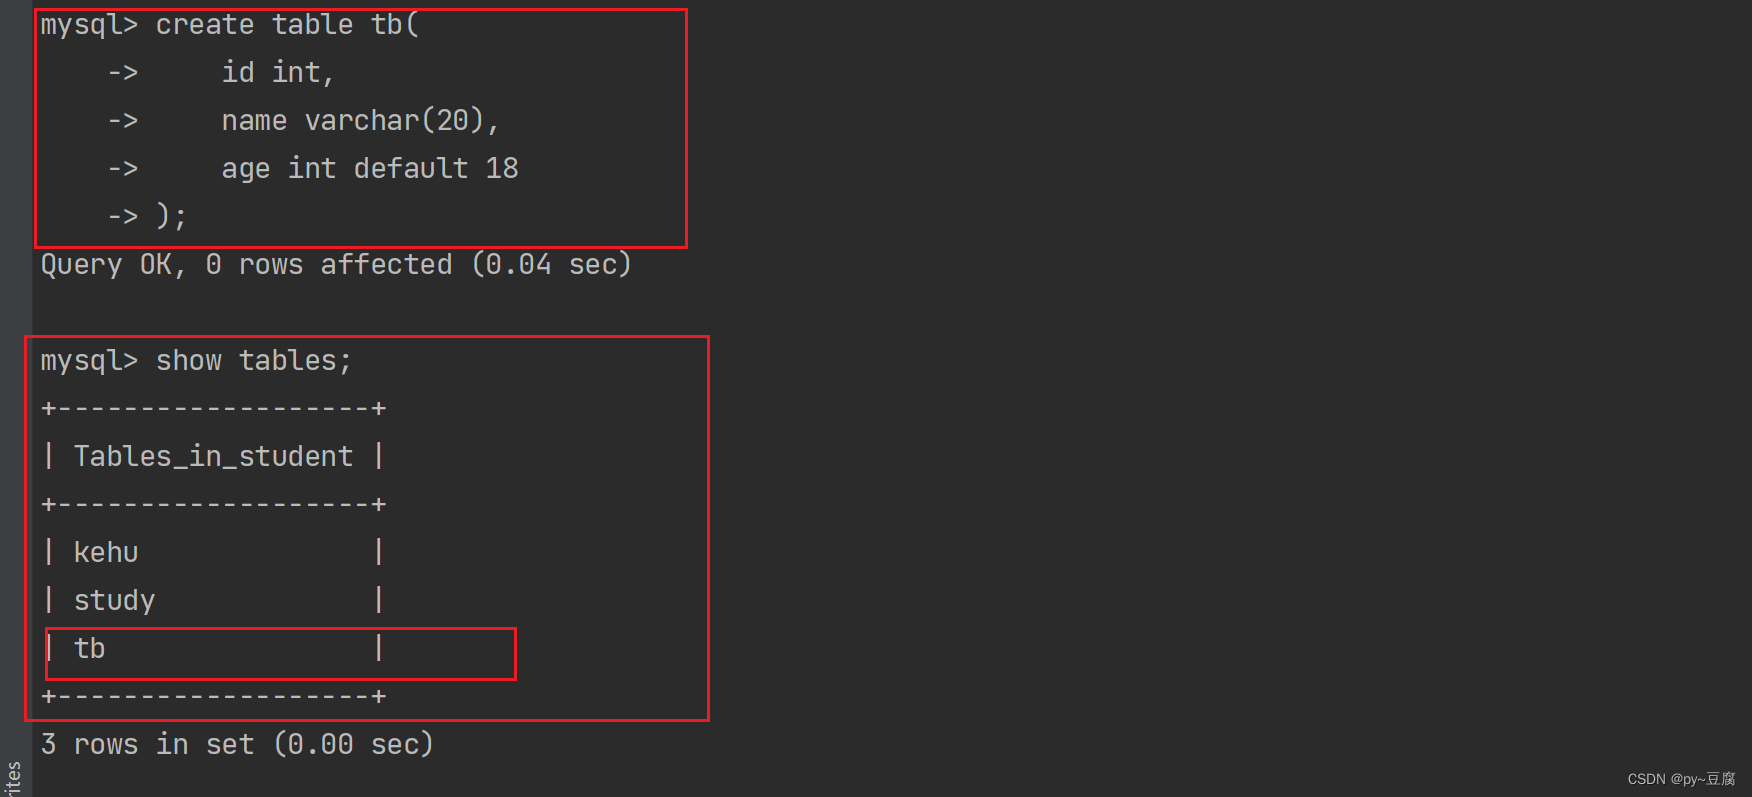 mysql> create table tb(
    ->     id int,
    ->     name varchar(20),
    ->     age int default 18
    -> );
Query OK, 0 rows affected (0.04 sec)
mysql> show tables;
+-------------------+
| Tables_in_student |
+-------------------+
| kehu              |
| study             |
| tb                |
+-------------------+
3 rows in set (0.00 sec)
rites
CSDN @py~豆腐